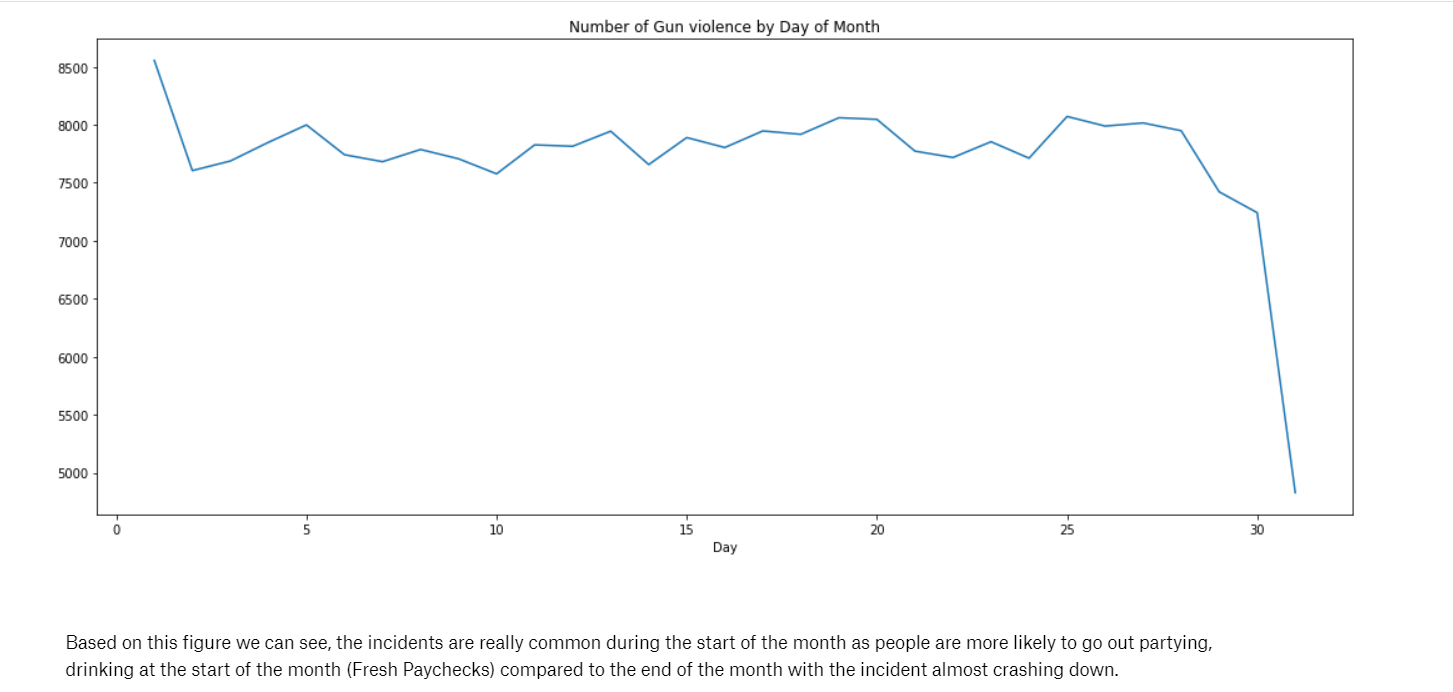 Number of Gun violence by Day of Month
8500
8000
7500
7000
6500
6000
5500
5000
0 5 10 15 20 25 30
Day
Based on this figure we can see, the incidents are really common during the start of the month as people are more likely to go out partying,
drinking at the start of the month (Fresh Paychecks) compared to the end of the month with the incident almost crashing down.